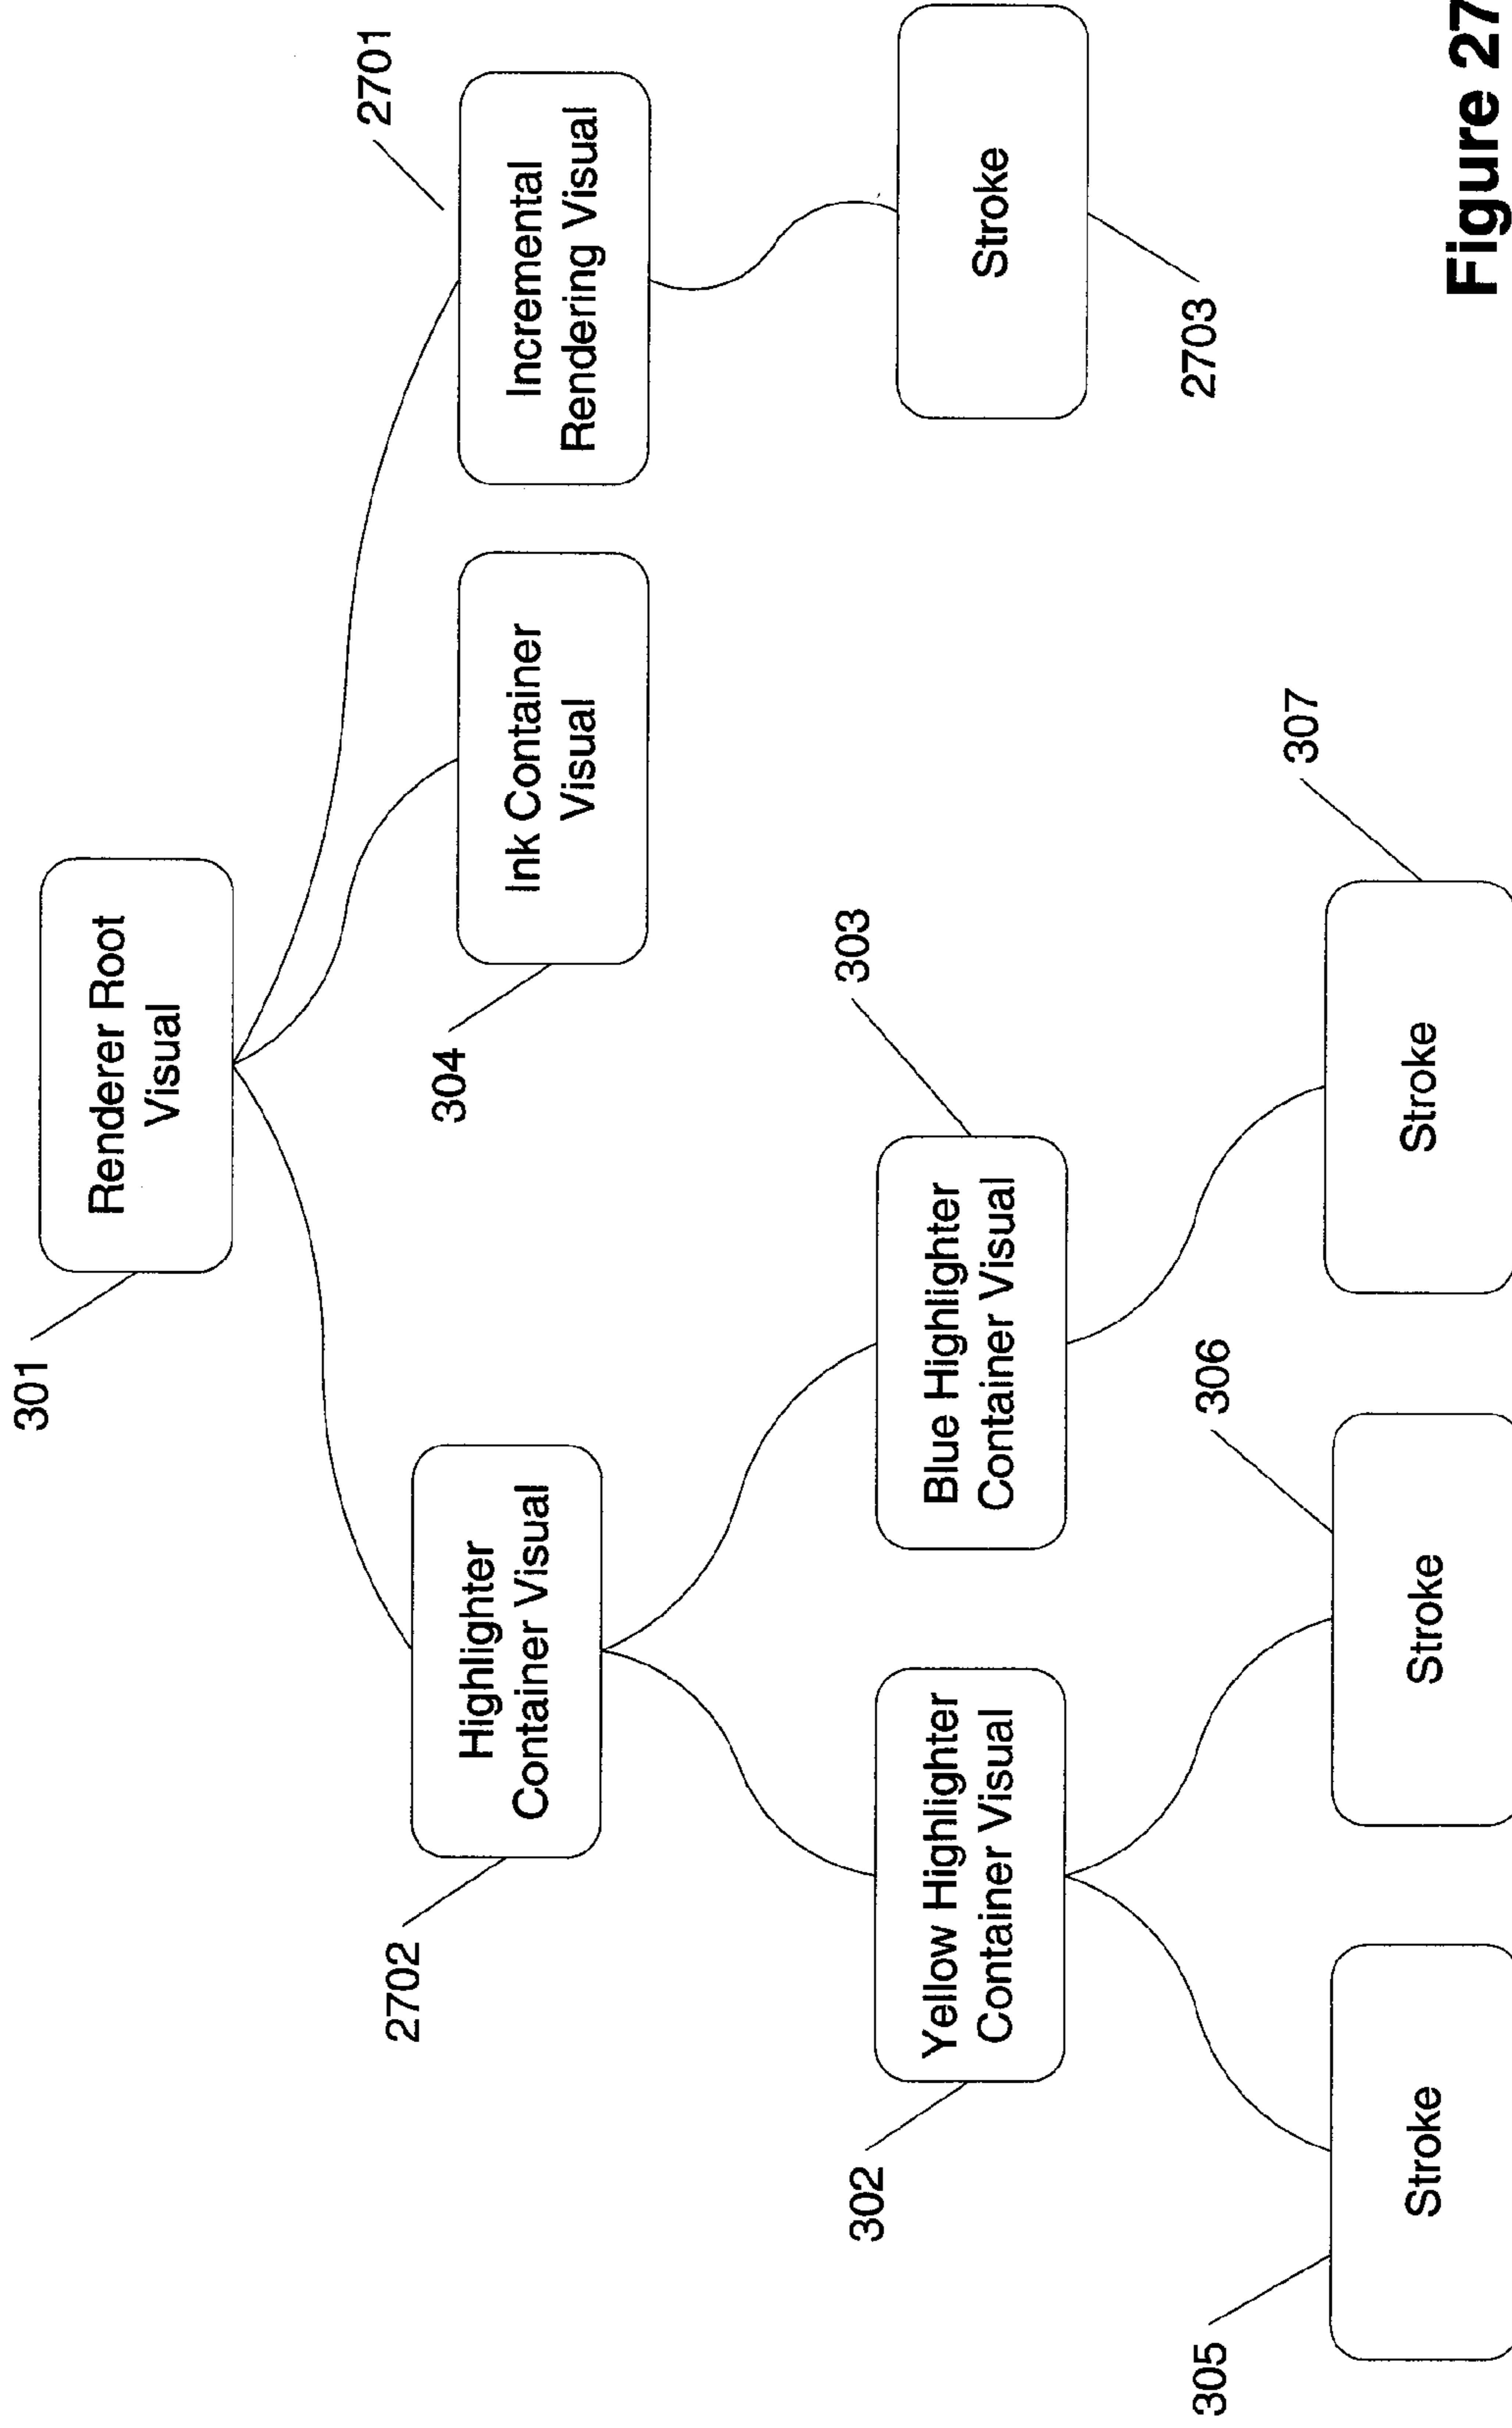 301
Renderer Root
Visual
2701
2702
Highlighter
Container Visual
304
Ink Container
Visual
Incremental
Rendering Visual
302
Yellow Highlighter
Container Visual
303
Blue Highlighter
Container Visual
Stroke
2703
305
Stroke
306
Stroke
307
Stroke
Figure 27